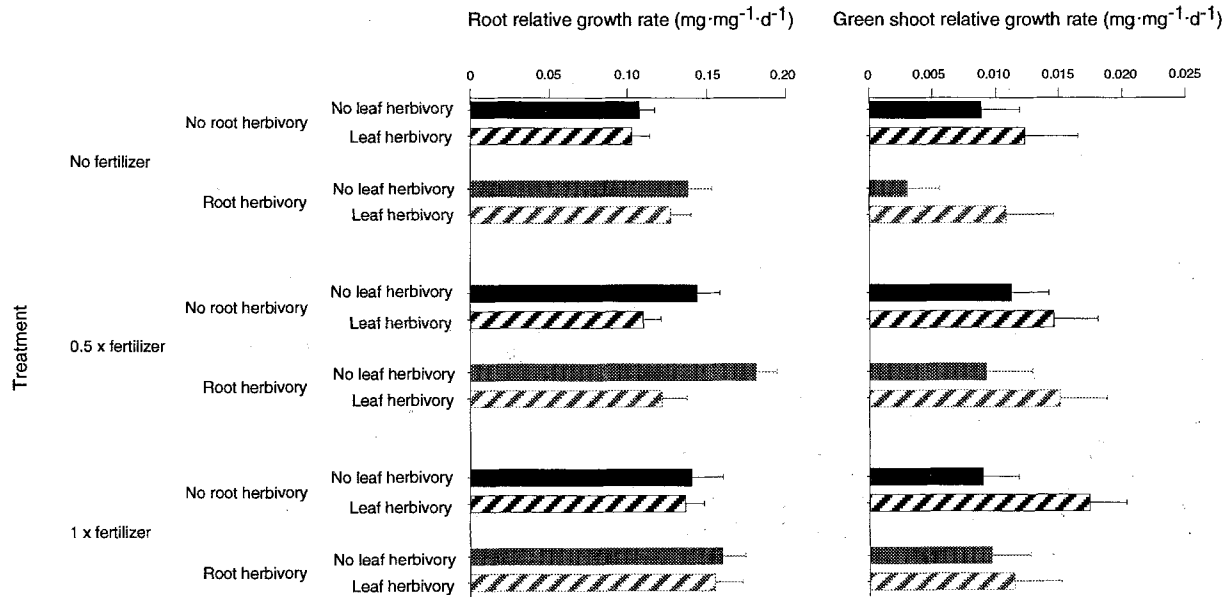 Root relative growth rate (mg·mg⁻¹·d⁻¹) Green shoot relative growth rate (mg·mg⁻¹·d⁻¹)
0 0.05 0.10 0.15 0.20 0 0.005 0.010 0.015 0.020 0.025
Treatment
No fertilizer
No root herbivory
No leaf herbivory
Leaf herbivory
Root herbivory
No leaf herbivory
Leaf herbivory
0.5 x fertilizer
No root herbivory
No leaf herbivory
Leaf herbivory
Root herbivory
No leaf herbivory
Leaf herbivory
1 x fertilizer
No root herbivory
No leaf herbivory
Leaf herbivory
Root herbivory
No leaf herbivory
Leaf herbivory